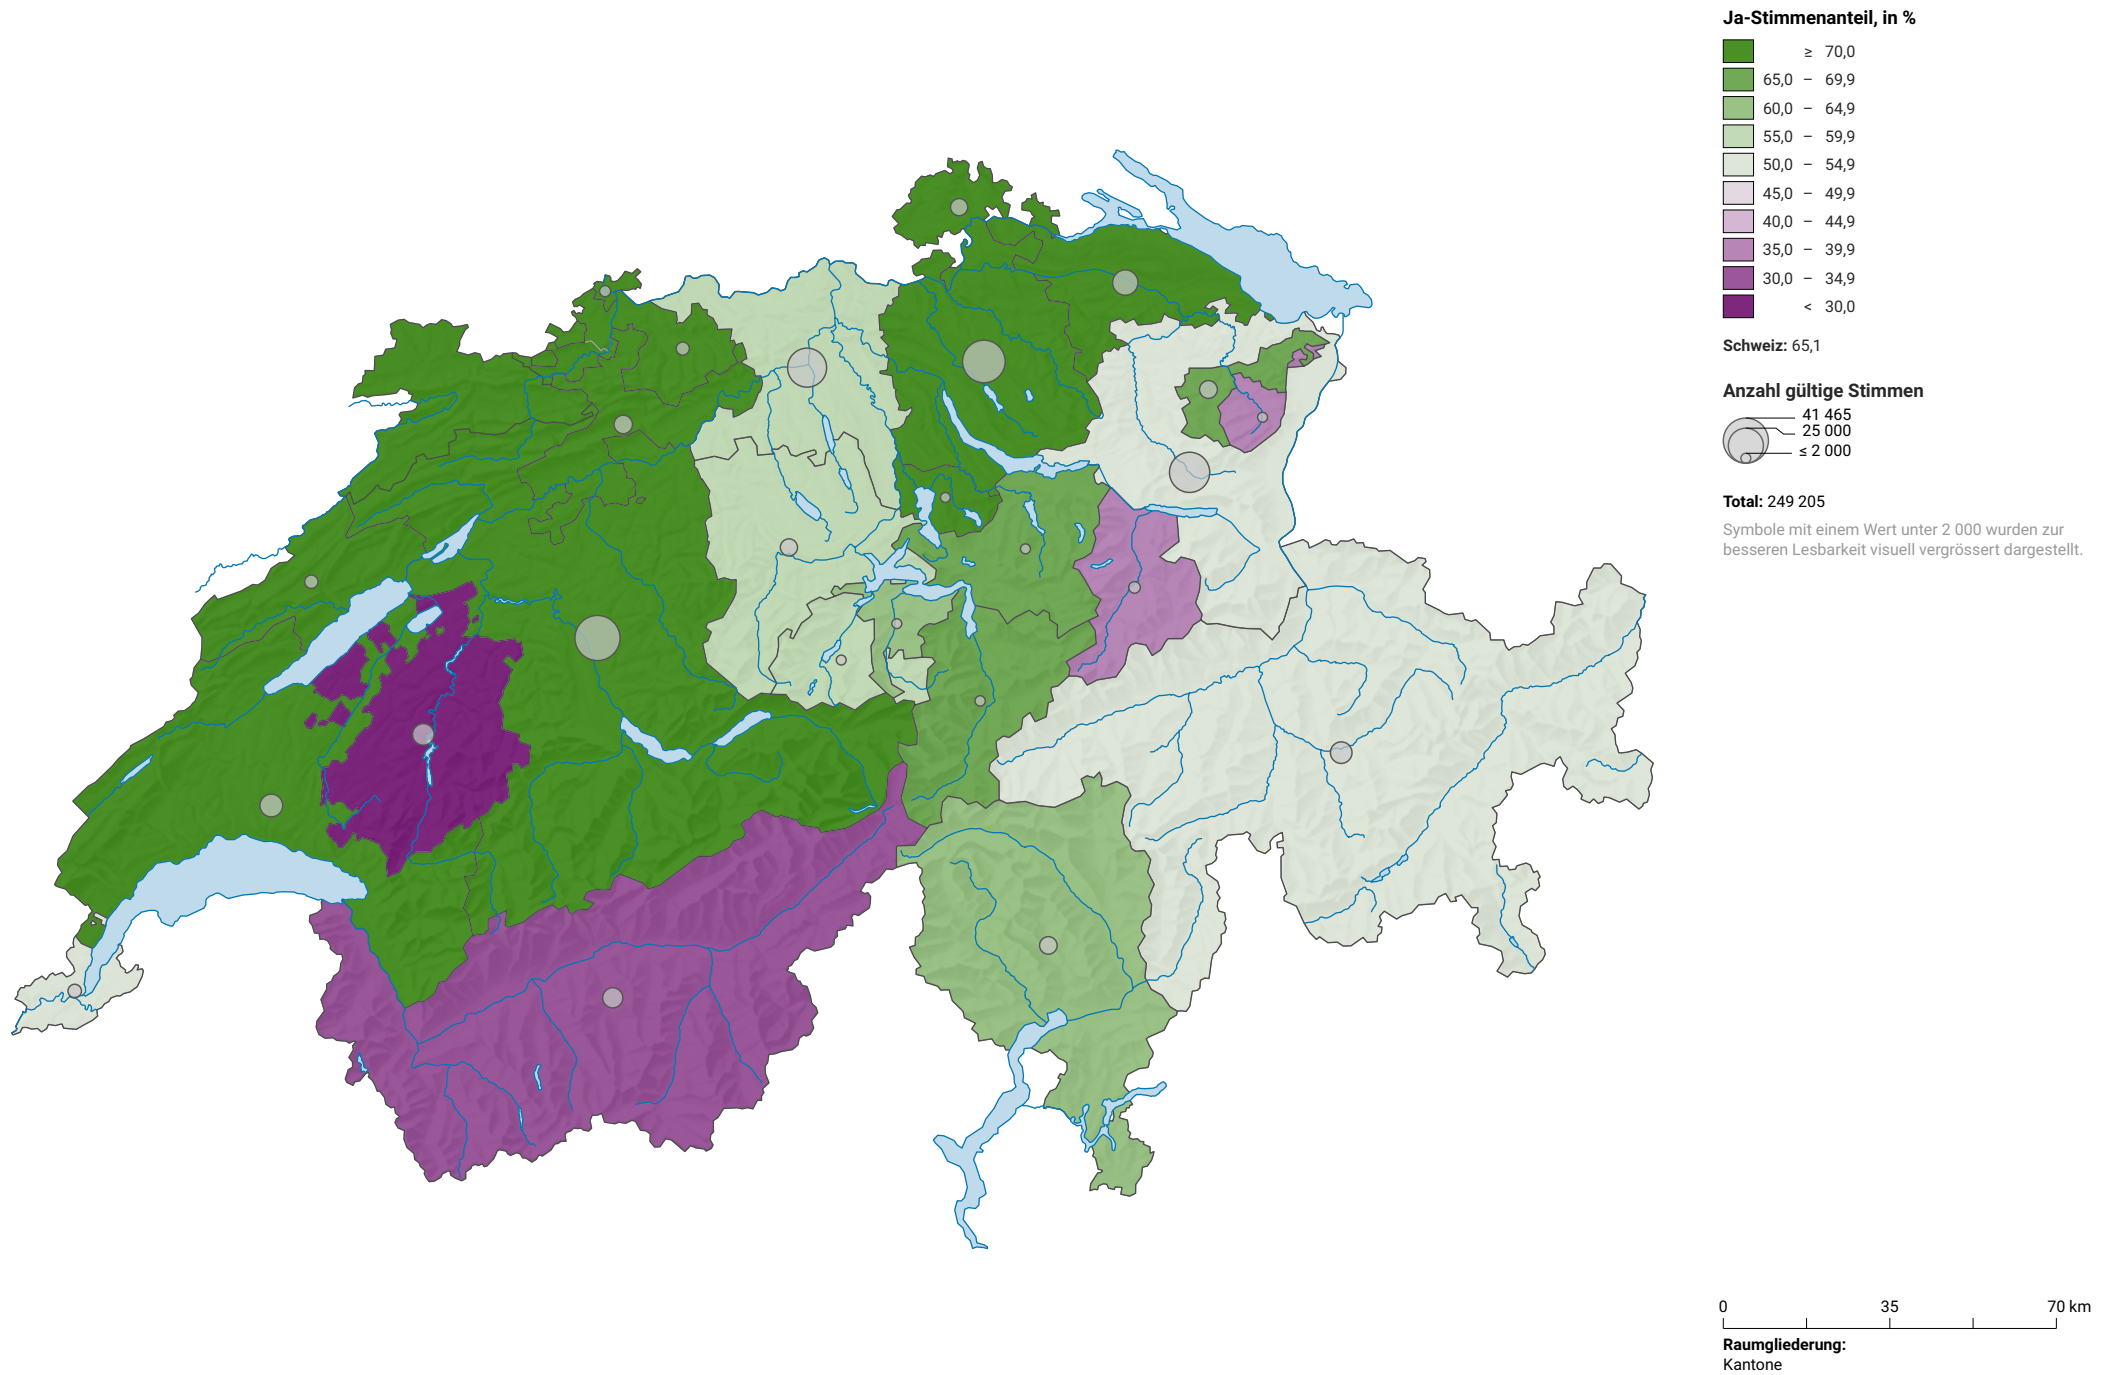 Ja-Stimmenanteil, in %
≥ 70,0
65,0 – 69,9
60,0 – 64,9
55,0 – 59,9
50,0 – 54,9
45,0 – 49,9
40,0 – 44,9
35,0 – 39,9
30,0 – 34,9
< 30,0
Schweiz: 65,1
Anzahl gültige Stimmen
41 465
25 000
≤ 2 000
Total: 249 205
Symbole mit einem Wert unter 2 000 wurden zur
besseren Lesbarkeit visuell vergrössert dargestellt.
0 35 70 km
Raumgliederung:
Kantone